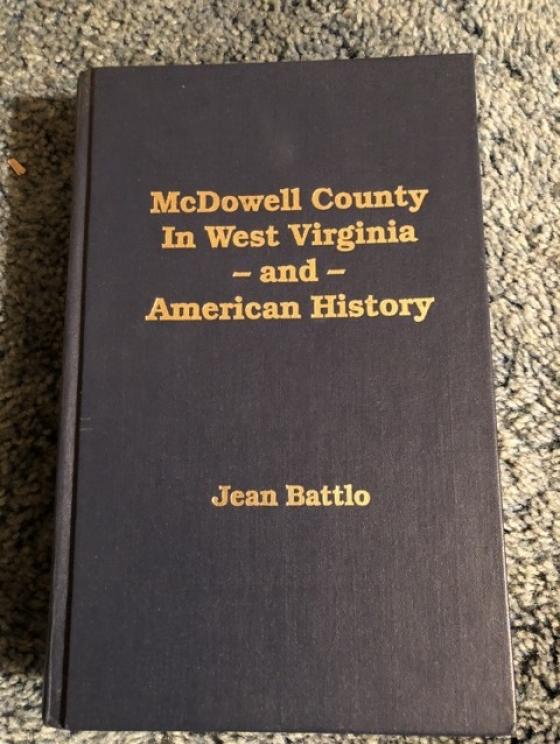 McDowell County
In West Virginia
– and –
American History
Jean Battlo